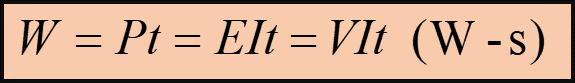 W = Pt = EIt = VIt (W - s)